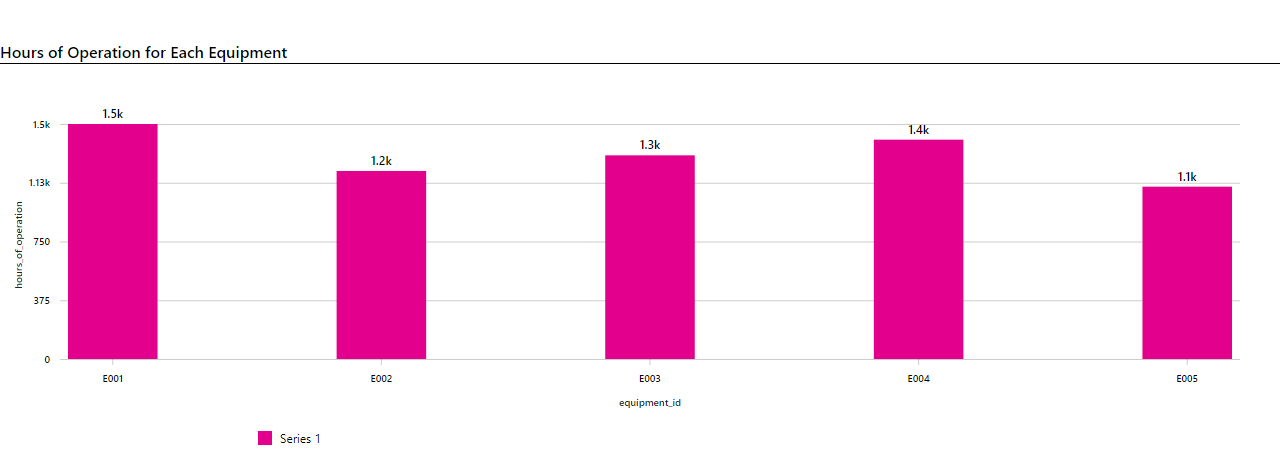 Hours of Operation for Each Equipment
1.5k
1.2k
1.3k
1.4k
1.1k
1.5k
1.13k
750
375
0
hours_of_operation
E001
E002
E003
E004
E005
equipment_id
Series 1